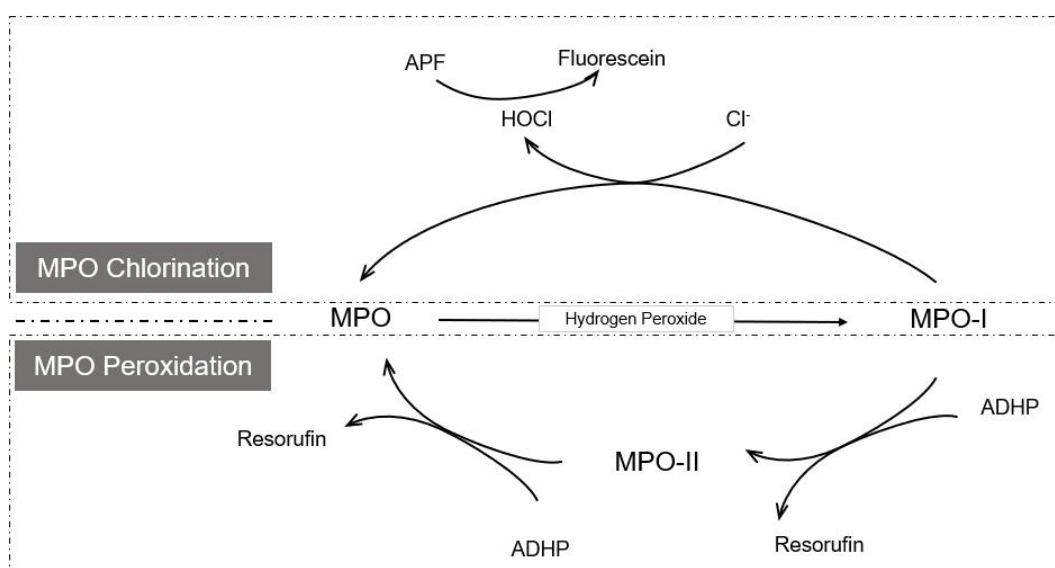 APF
Fluorescein
HOCl
Cl-
MPO Chlorination
MPO
Hydrogen Peroxide
MPO-I
MPO Peroxidation
ADHP
Resorufin
MPO-II
ADHP
Resorufin